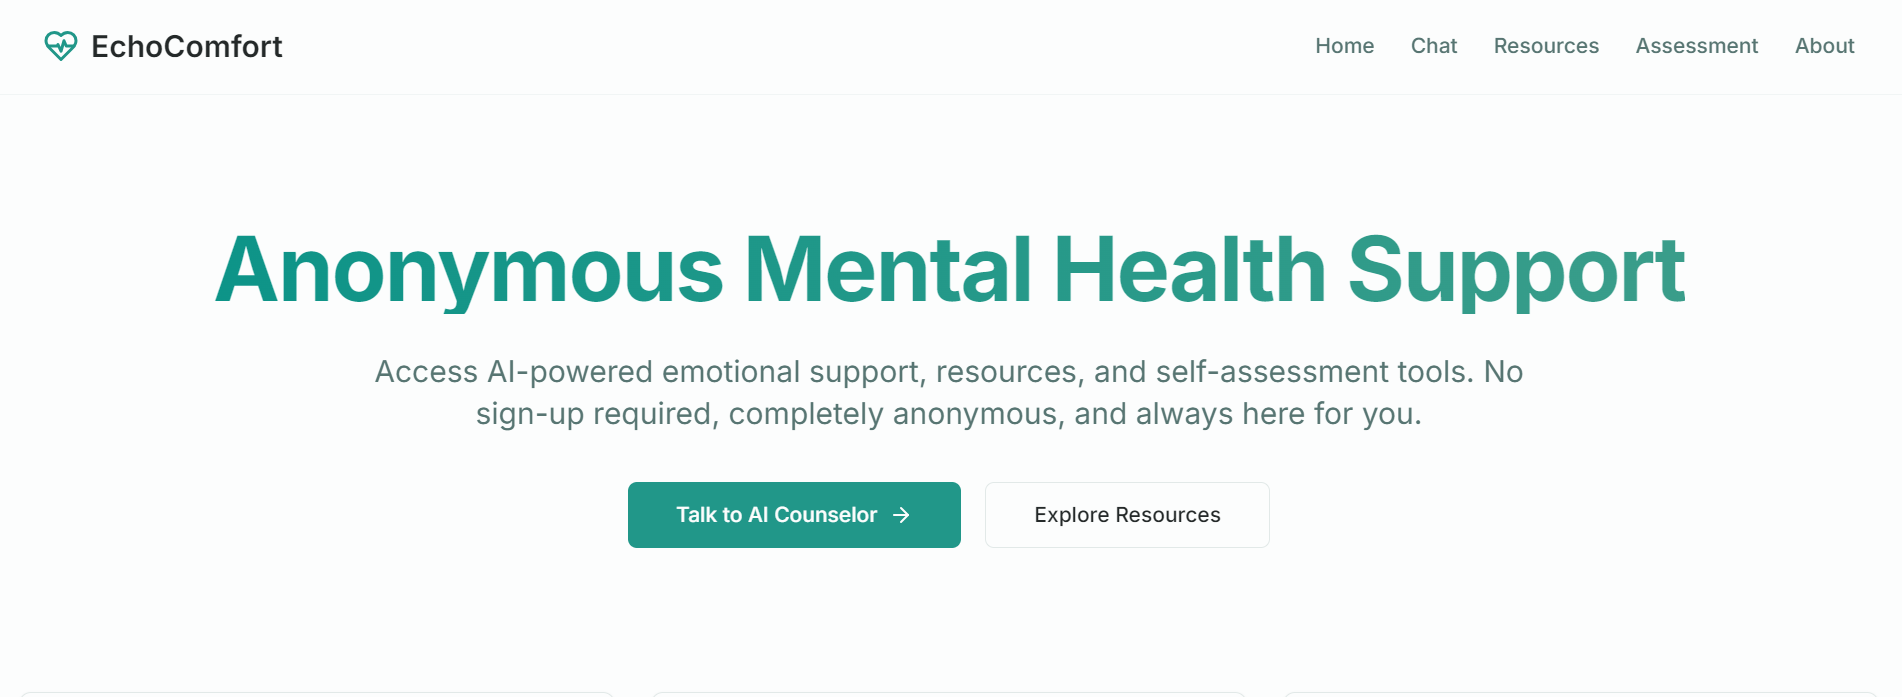 EchoComfort
Home
Chat
Resources
Assessment
About
Anonymous Mental Health Support
Access AI-powered emotional support, resources, and self-assessment tools. No
sign-up required, completely anonymous, and always here for you.
Talk to AI Counselor →
Explore Resources